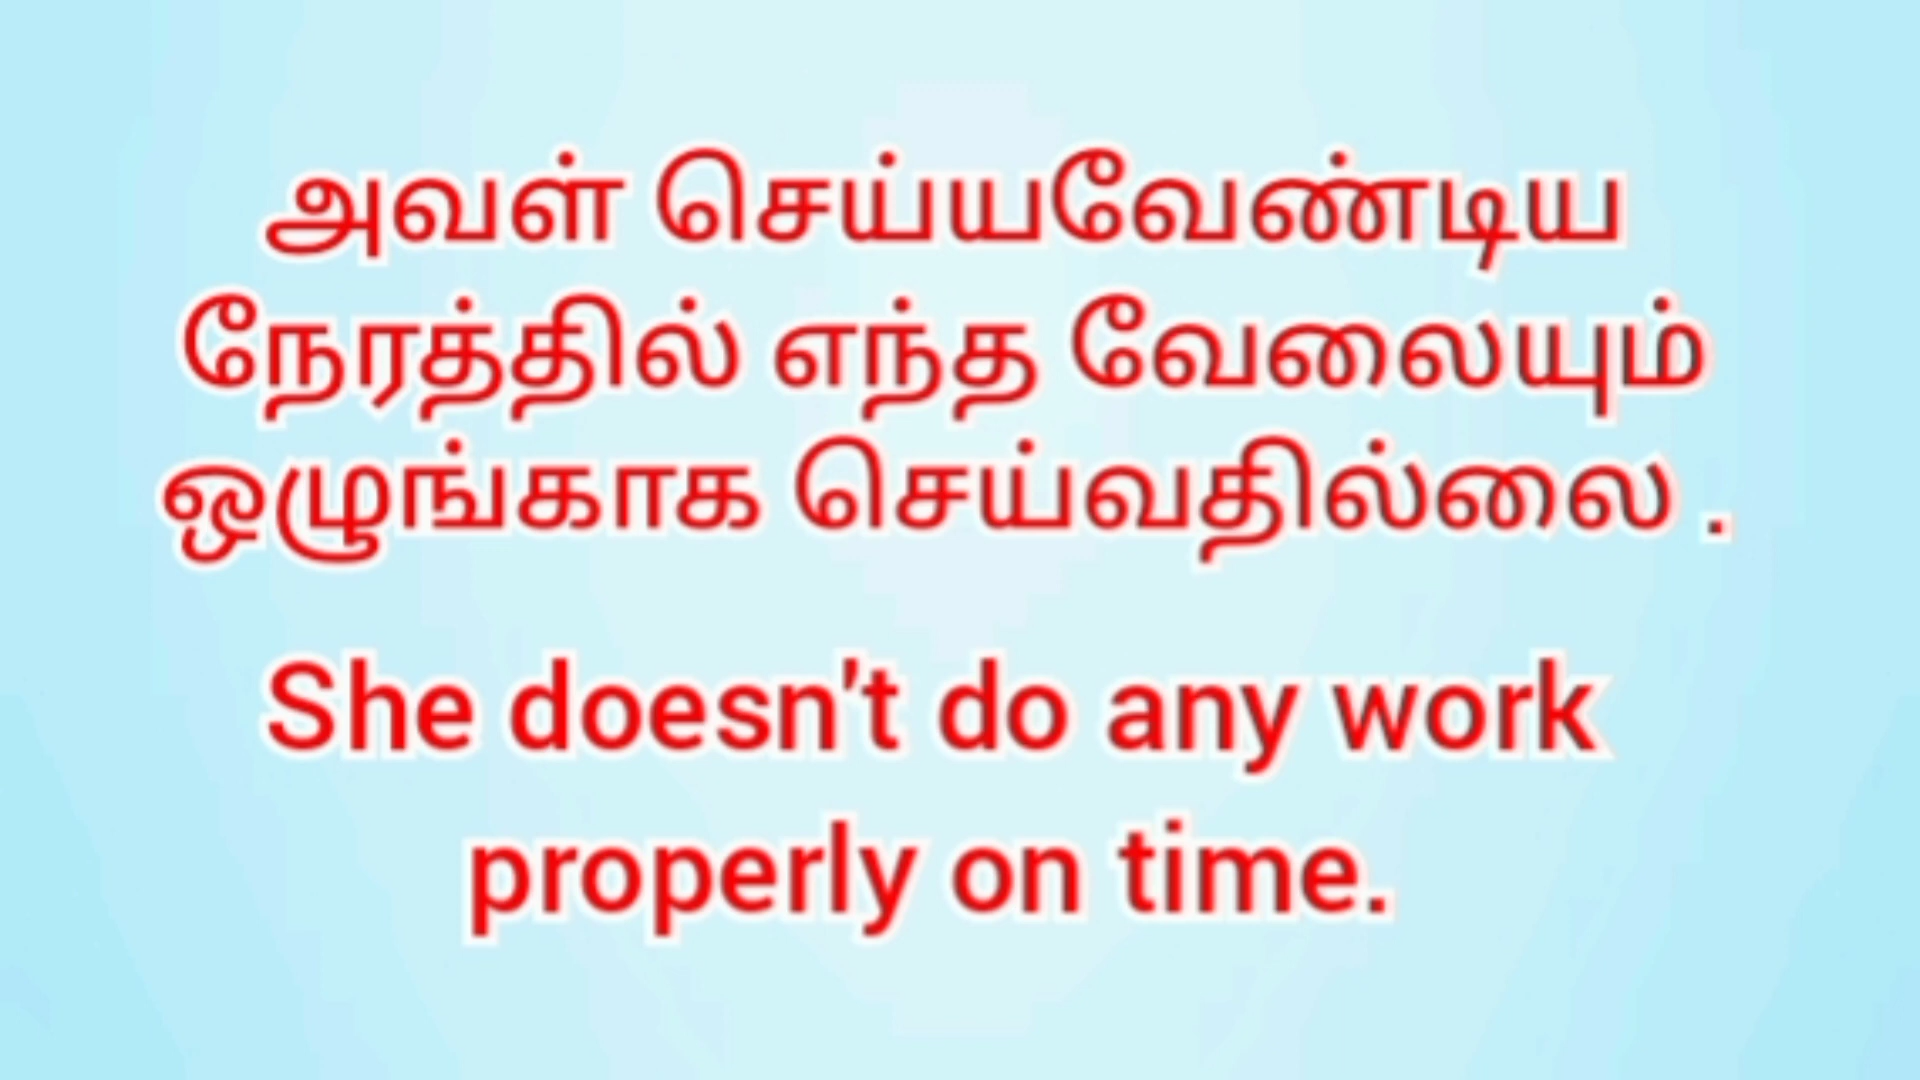 அவள் செய்யவேண்டிய
நேரத்தில் எந்த வேலையும்
ஒழுங்காக செய்வதில்லை .
She doesn't do any work
properly on time.